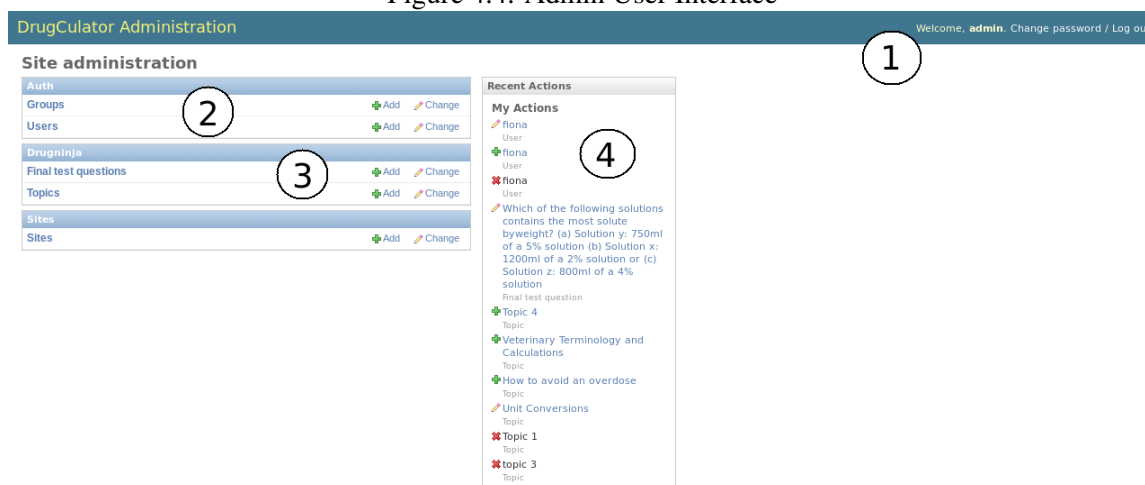 Figure 4.4: Admin User Interface
DrugCulator Administration
Welcome, admin. Change password / Log ou
1
Site administration
Auth
Groups Add Change
Users Add Change
2
Drugninja
Final test questions Add Change
Topics Add Change
3
Sites
Sites Add Change
Recent Actions
My Actions
fiona
User
fiona
User
4
fiona
User
Which of the following solutions
contains the most solute
byweight? (a) Solution y: 750ml
of a 5% solution (b) Solution x:
1200ml of a 2% solution or (c)
Solution z: 800ml of a 4%
solution
Final test question
Topic 4
Topic
Veterinary Terminology and
Calculations
Topic
How to avoid an overdose
Topic
Unit Conversions
Topic
Topic 1
Topic
topic 3
Topic